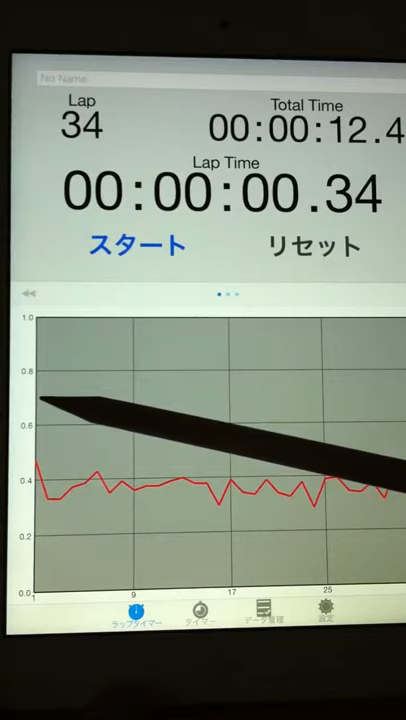 No Name
Lap
Total Time
34
00:00:12.4
Lap Time
00:00:00.34
スタート
リセット
1.0
0.8
0.6
0.4
0.2
0.0
1
9
17
25
ラップタイマー
タイマー
データ管理
設定